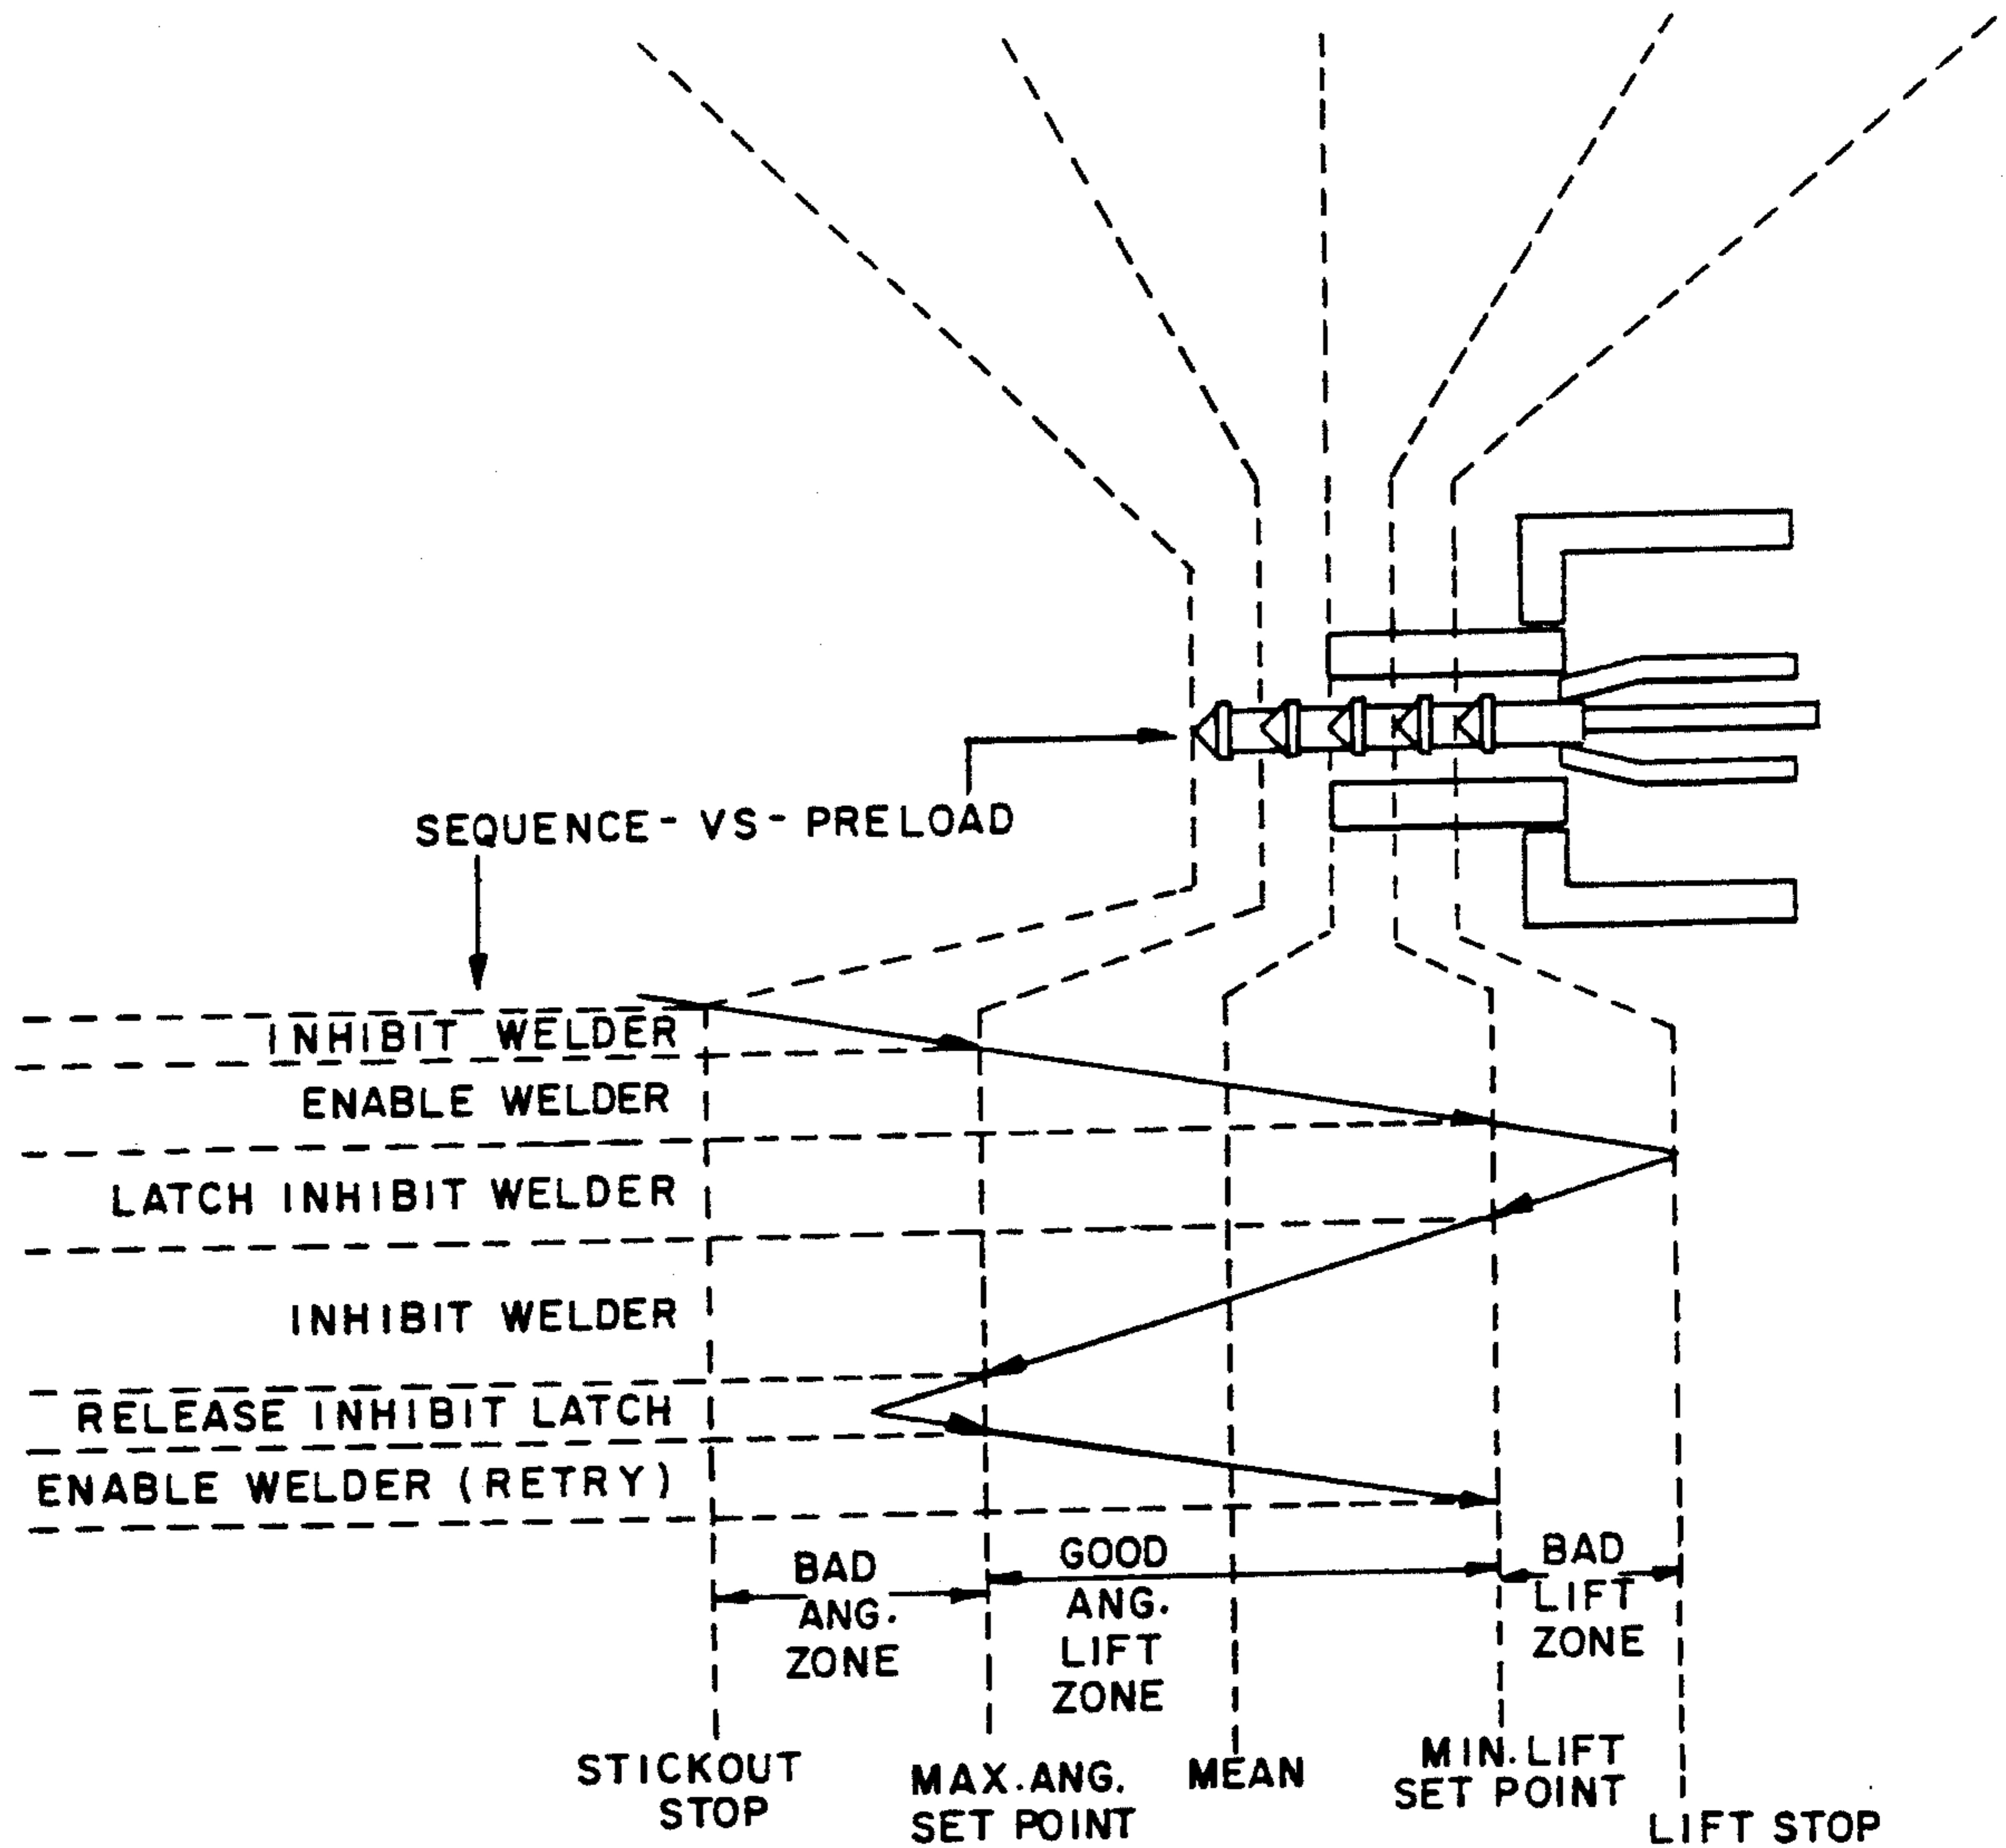 SEQUENCE-VS-PRELOAD
INHIBIT WELDER
ENABLE WELDER
LATCH INHIBIT WELDER
INHIBIT WELDER
RELEASE INHIBIT LATCH
ENABLE WELDER (RETRY)
BAD
ANG.
ZONE
GOOD
ANG.
LIFT
ZONE
BAD
LIFT
ZONE
STICKOUT
STOP
MAX.ANG.
SET POINT
MEAN
MIN.LIFT
SET POINT
LIFT STOP